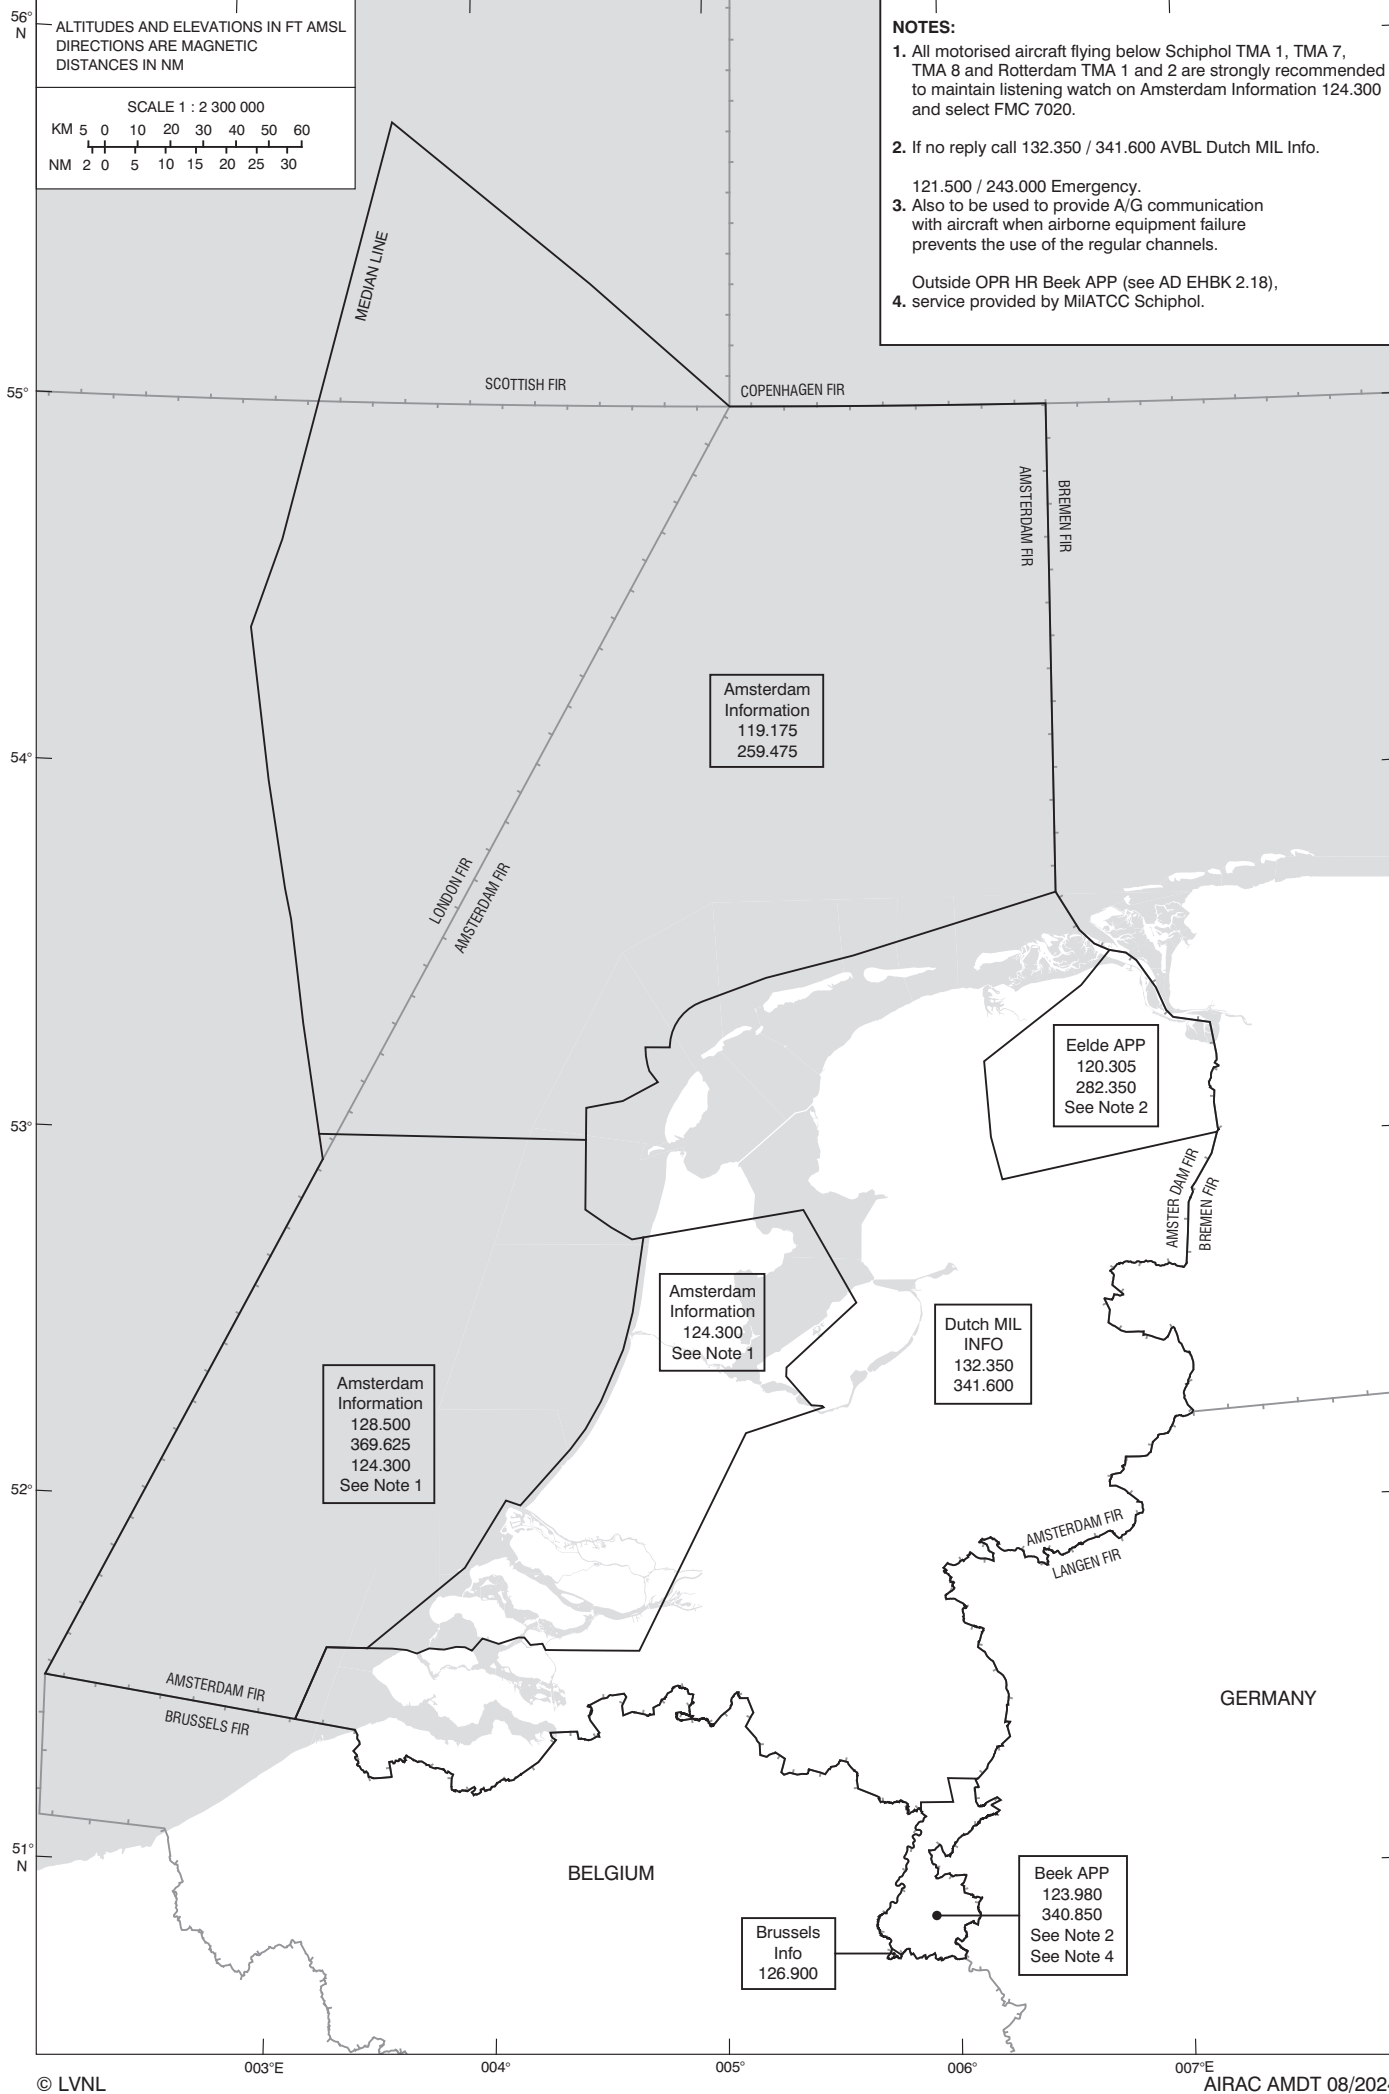 56°
N
ALTITUDES AND ELEVATIONS IN FT AMSL
DIRECTIONS ARE MAGNETIC
DISTANCES IN NM
SCALE 1 : 2 300 000
KM 5 0 10 20 30 40 50 60
NM 2 0 5 10 15 20 25 30
NOTES:
1. All motorised aircraft flying below Schiphol TMA 1, TMA 7,
TMA 8 and Rotterdam TMA 1 and 2 are strongly recommended
to maintain listening watch on Amsterdam Information 124.300
and select FMC 7020.
2. If no reply call 132.350 / 341.600 AVBL Dutch MIL Info.
121.500 / 243.000 Emergency.
3. Also to be used to provide A/G communication
with aircraft when airborne equipment failure
prevents the use of the regular channels.
Outside OPR HR Beek APP (see AD EHBK 2.18),
4. service provided by MilATCC Schiphol.
MEDIAN LINE
55°
SCOTTISH FIR
COPENHAGEN FIR
AMSTERDAM FIR
BREMEN FIR
Amsterdam
Information
119.175
259.475
54°
LONDON FIR
AMSTERDAM FIR
Eelde APP
120.305
282.350
See Note 2
53°
AMSTER DAM FIR
BREMEN FIR
Amsterdam
Information
124.300
See Note 1
Dutch MIL
INFO
132.350
341.600
Amsterdam
Information
128.500
369.625
124.300
See Note 1
52°
AMSTERDAM FIR
LANGEN FIR
AMSTERDAM FIR
BRUSSELS FIR
GERMANY
51°
N
BELGIUM
Beek APP
123.980
340.850
See Note 2
See Note 4
Brussels
Info
126.900
003°E
004°
005°
006°
007°E
© LVNL
AIRAC AMDT 08/2024